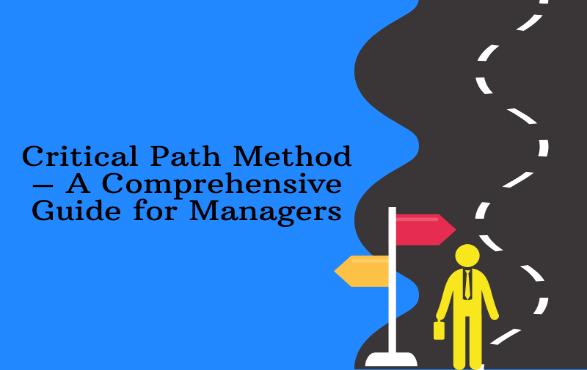 Critical Path Method
– A Comprehensive
Guide for Managers